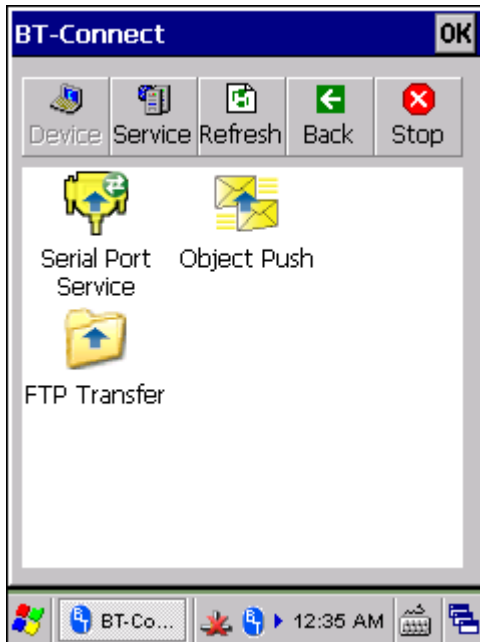 BT-Connect OK
Device Service Refresh Back Stop
Serial Port Service
Object Push
FTP Transfer
BT-Co... 12:35 AM